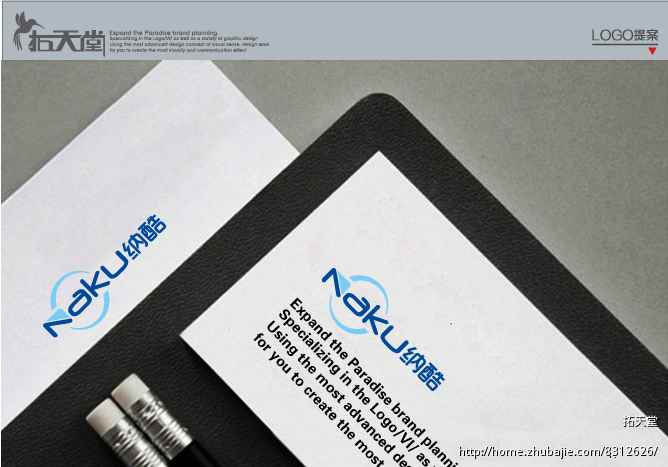 拓天堂
Expand the Paradise brand planning
Specializing in the Logo/VI/ as well as a variety of graphic design
Using the most advanced design concept of visual sense, design work
for you to create the most visually and communication effect
LOGO提案
Naku纳酷
Naku纳酷
Expand the Paradise brand planni
Specializing in the Logo/VI/ as
Using the most advanced de
for you to create the most
拓天堂
http://home.zhubajie.com/8312626/